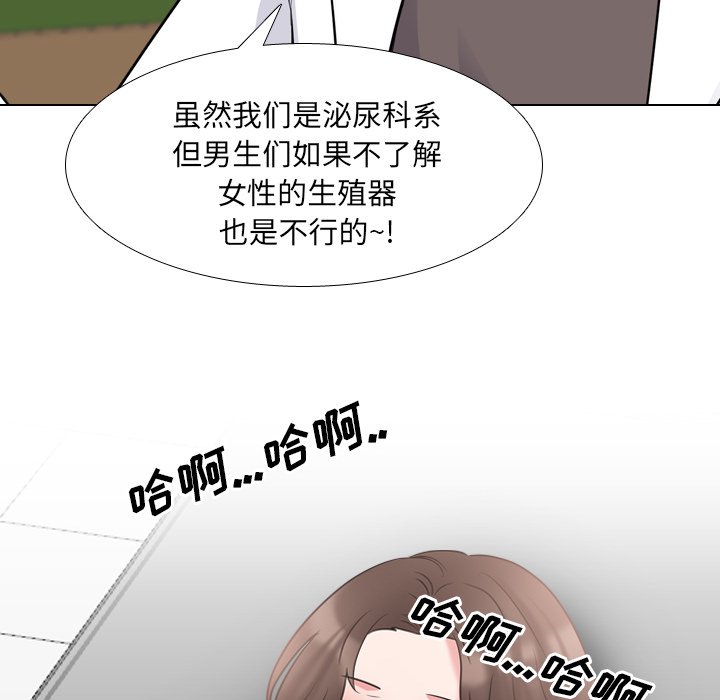 虽然我们是泌尿科系
但男生们如果不了解
女性的生殖器
也是不行的~!
哈啊...哈啊..
哈啊...哈啊